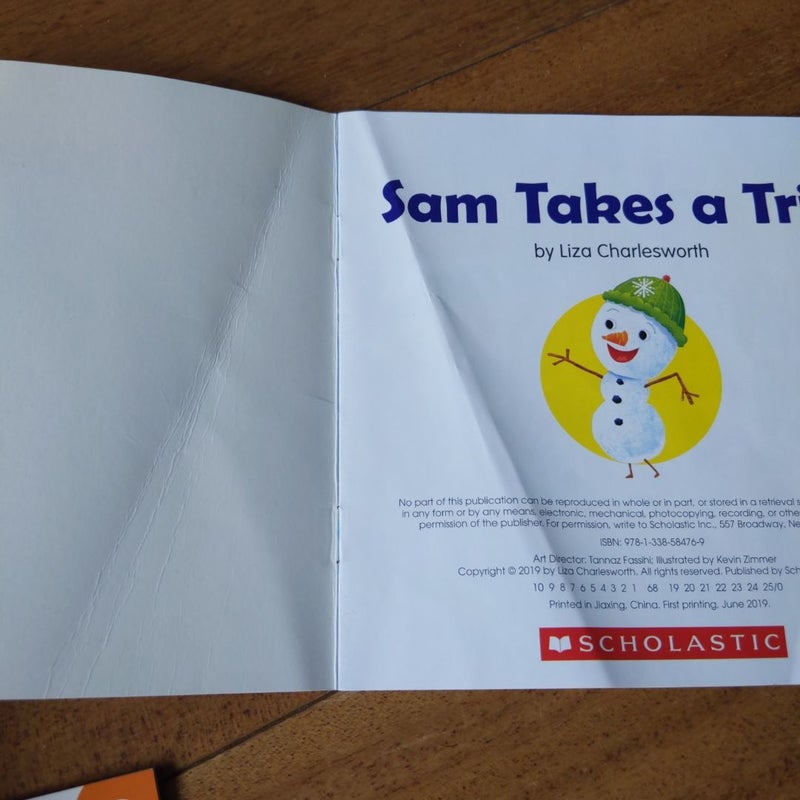 Sam Takes a Tri
by Liza Charlesworth
No part of this publication can be reproduced in whole or in part, or stored in a retrieval s
in any form or by any means, electronic, mechanical, photocopying, recording, or othe
permission of the publisher. For permission, write to Scholastic Inc., 557 Broadway, Ne
ISBN: 978-1-338-58476-9
Art Director: Tannaz Fassihi; Illustrated by Kevin Zimmer
Copyright © 2019 by Liza Charlesworth. All rights reserved. Published by Sch
10 9 8 7 6 5 4 3 2 1 68 19 20 21 22 23 24 25/0
Printed in Jiaxing, China. First printing, June 2019.
SCHOLASTIC